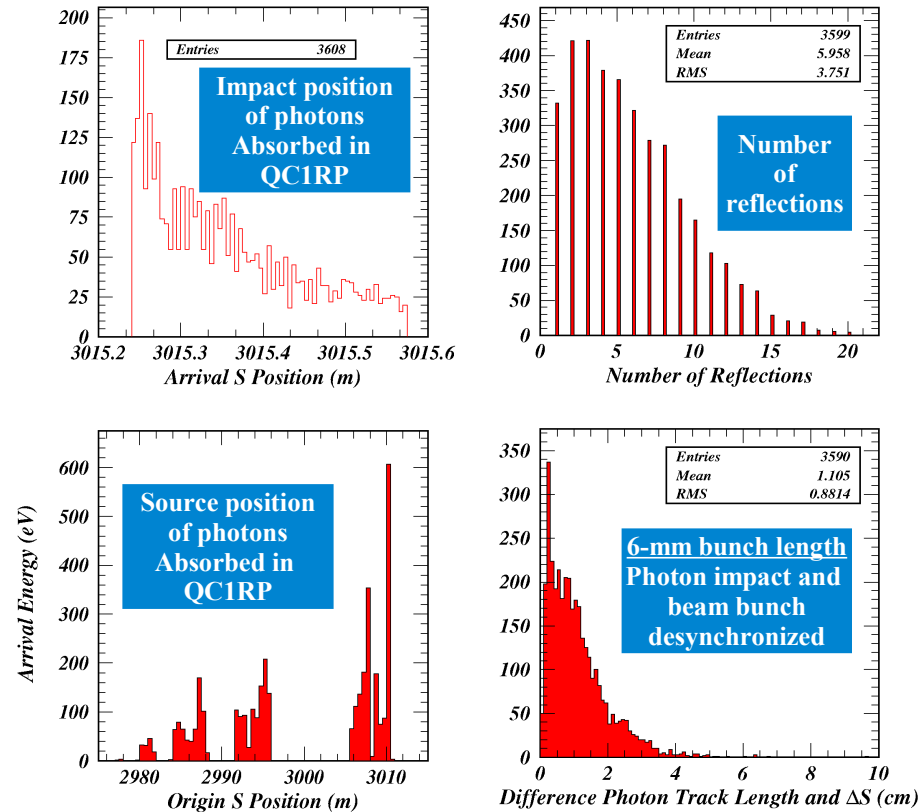 200
175
150
125
100
75
50
25
0
Entries 3608
Impact position
of photons
Absorbed in
QC1RP
3015.2 3015.3 3015.4 3015.5 3015.6
Arrival S Position (m)
450
400
350
300
250
200
150
100
50
0
Entries 3599
Mean 5.958
RMS 3.751
Number
of
reflections
0 5 10 15 20
Number of Reflections
Arrival Energy (eV)
600
500
400
300
200
100
0
Source position
of photons
Absorbed in
QC1RP
2980 2990 3000 3010
Origin S Position (m)
350
300
250
200
150
100
50
0
Entries 3590
Mean 1.105
RMS 0.8814
6-mm bunch length
Photon impact and
beam bunch
desynchronized
0 2 4 6 8 10
Difference Photon Track Length and ΔS (cm)